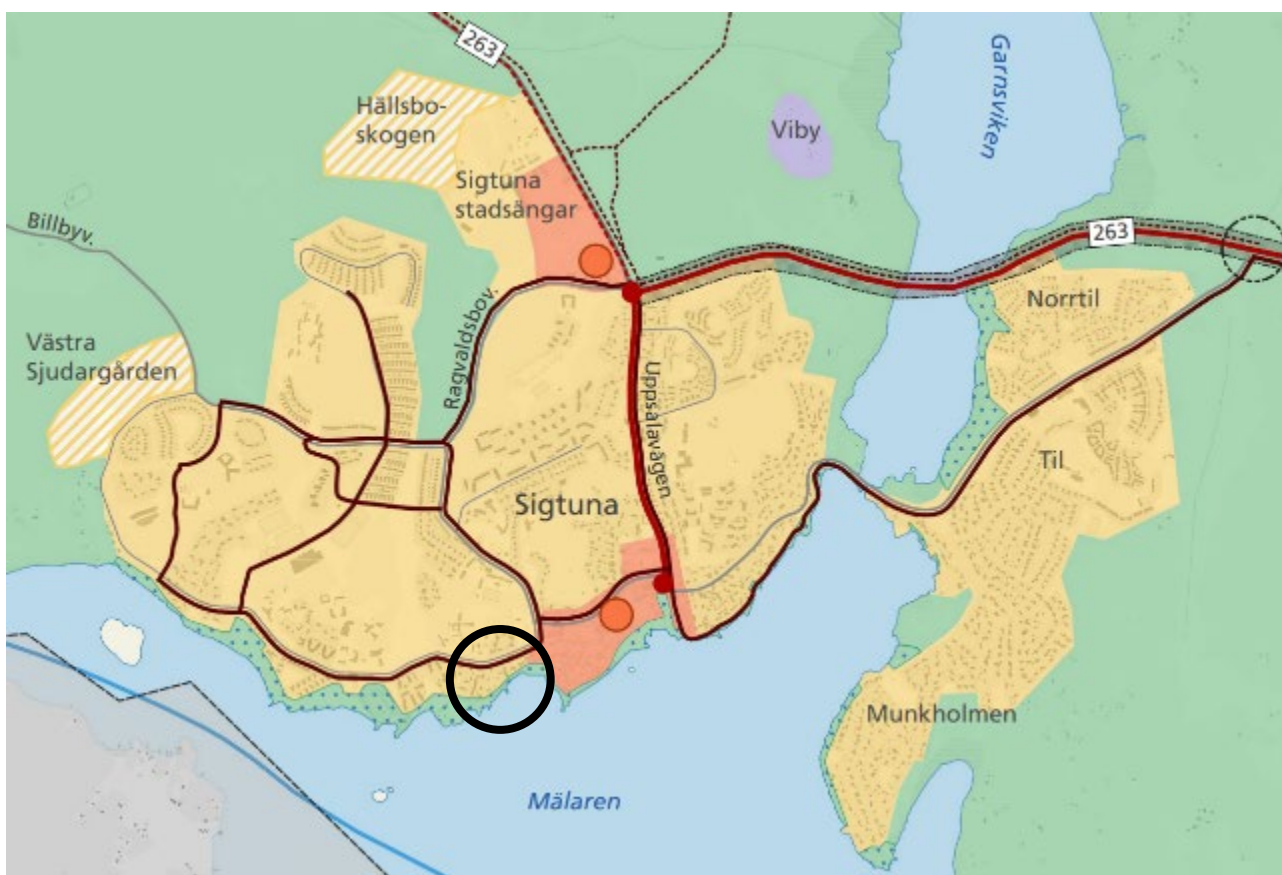 263
Garnsviken
Hällsbo-
skogen
Viby
Sigtuna
stadsängar
Billbyv.
263
Norrtil
Ragvaldsbov.
Västra
Sjudargården
Uppsalavägen
Til
Sigtuna
Munkholmen
Mälaren